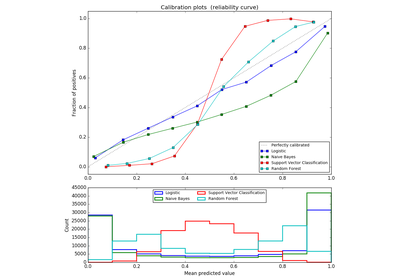 Calibration plots (reliability curve)
1.0
0.8
0.6
0.4
0.2
0.0
Fraction of positives
Perfectly calibrated
Logistic
Naive Bayes
Support Vector Classification
Random Forest
0.0 0.2 0.4 0.6 0.8 1.0
45000
40000
35000
30000
25000
20000
15000
10000
5000
0
Count
Logistic Support Vector Classification
Naive Bayes Random Forest
0.0 0.2 0.4 0.6 0.8 1.0
Mean predicted value